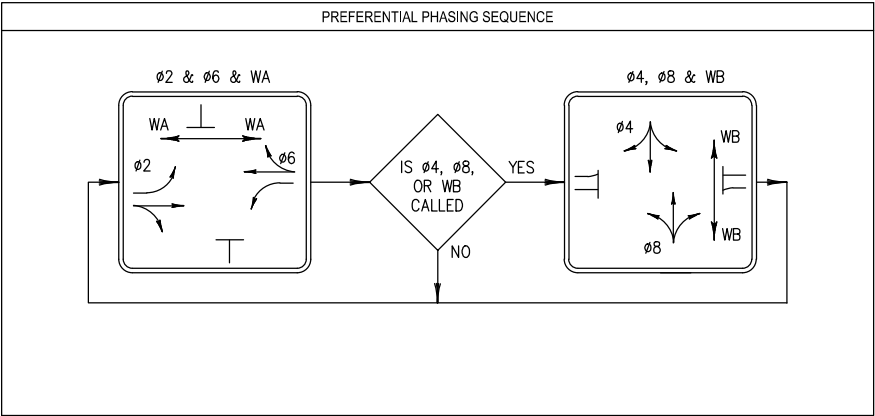 PREFERENTIAL PHASING SEQUENCE
ø2 & ø6 & WA
ø4, ø8 & WB
WA WA
ø2
ø6
IS ø4, ø8,
OR WB
CALLED
YES
NO
ø4
WB
ø8
WB